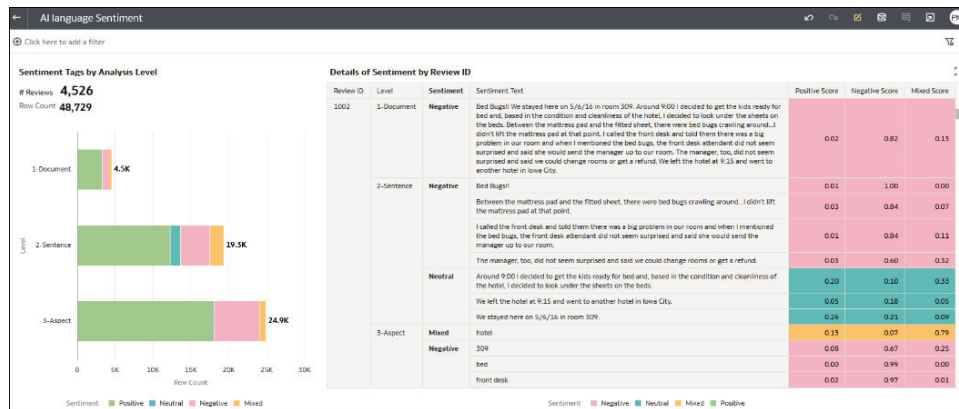 AI language Sentiment
Click here to add a filter
Sentiment Tags by Analysis Level
# Reviews 4,526
Row Count 48,729
Level
1-Document
4.5K
2-Sentence
19.3K
3-Aspect
24.9K
0 5K 10K 15K 20K 25K 30K
Row Count
Sentiment Positive Neutral Negative Mixed
Details of Sentiment by Review ID
Review ID Level Sentiment Sentiment Text Positive Score Negative Score Mixed Score
1002 1-Document Negative Bed Bugs!! We stayed here on 5/6/16 in room 309. Around 9:00 I decided to get the kids ready for
bed and, based in the condition and cleanliness of the hotel, I decided to look under the sheets on
the beds. Between the mattress pad and the fitted sheet, there were bed bugs crawling around...I
didn't lift the mattress pad at that point. I called the front desk and told them there was a big
problem in our room and when I mentioned the bed bugs, the front desk attendant did not seem
surprised and said she would send the manager up to our room. The manager, too, did not seem
surprised and said we could change rooms or get a refund. We left the hotel at 9:15 and went to
another hotel in Iowa City.
0.02 0.82 0.13
2-Sentence Negative Bed Bugs!! 0.01 1.00 0.00
Between the mattress pad and the fitted sheet, there were bed bugs crawling around...I didn't lift
the mattress pad at that point.
0.03 0.84 0.07
I called the front desk and told them there was a big problem in our room and when I mentioned
the bed bugs, the front desk attendant did not seem surprised and said she would send the
manager up to our room.
0.01 0.84 0.11
The manager, too, did not seem surprised and said we could change rooms or get a refund. 0.03 0.60 0.32
Neutral Around 9:00 I decided to get the kids ready for bed and, based in the condition and cleanliness of
the hotel, I decided to look under the sheets on the beds.
0.20 0.10 0.33
We left the hotel at 9:15 and went to another hotel in Iowa City. 0.05 0.18 0.05
We stayed here on 5/6/16 in room 309. 0.26 0.21 0.09
3-Aspect Mixed hotel 0.13 0.07 0.79
Negative 309 0.08 0.67 0.25
bed 0.00 0.99 0.00
front desk 0.02 0.97 0.01
Sentiment Negative Neutral Mixed Positive